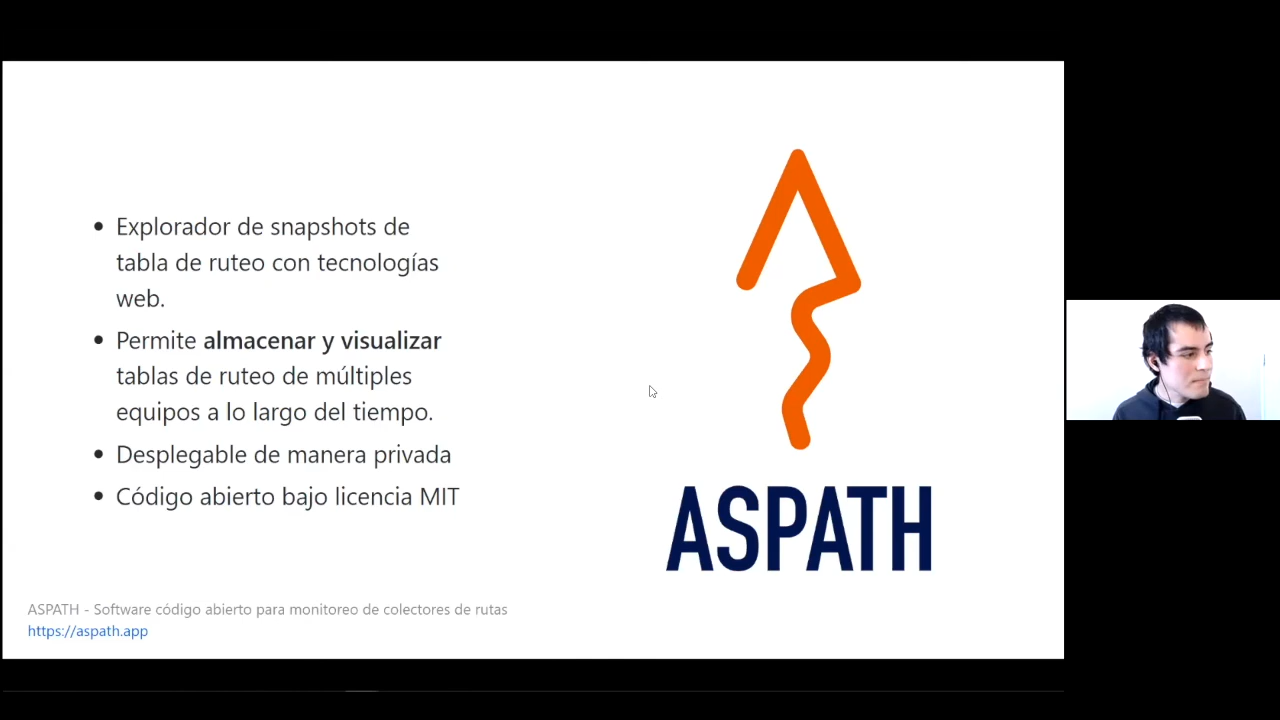 Explorador de snapshots de
tabla de ruteo con tecnologías
web.
Permite almacenar y visualizar
tablas de ruteo de múltiples
equipos a lo largo del tiempo.
Desplegable de manera privada
Código abierto bajo licencia MIT
ASPATH
ASPATH - Software código abierto para monitoreo de colectores de rutas
https://aspath.app